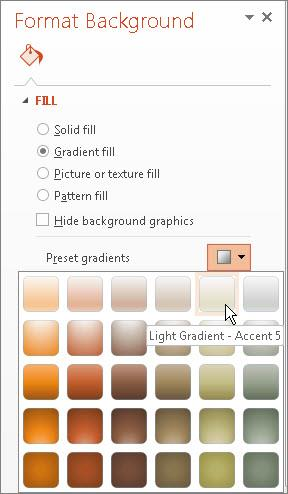 Format Background
FILL
Solid fill
Gradient fill
Picture or texture fill
Pattern fill
Hide background graphics
Preset gradients
Light Gradient - Accent 5